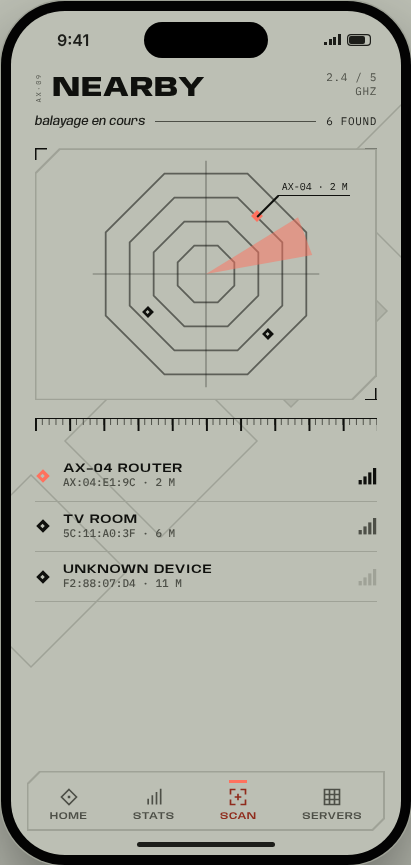 9:41
AX-09
NEARBY
2.4 / 5
GHZ
balayage en cours
6 FOUND
AX-04 · 2 M
AX-04 ROUTER
AX:04:E1:9C · 2 M
TV ROOM
5C:11:A0:3F · 6 M
UNKNOWN DEVICE
F2:88:07:D4 · 11 M
HOME
STATS
SCAN
SERVERS